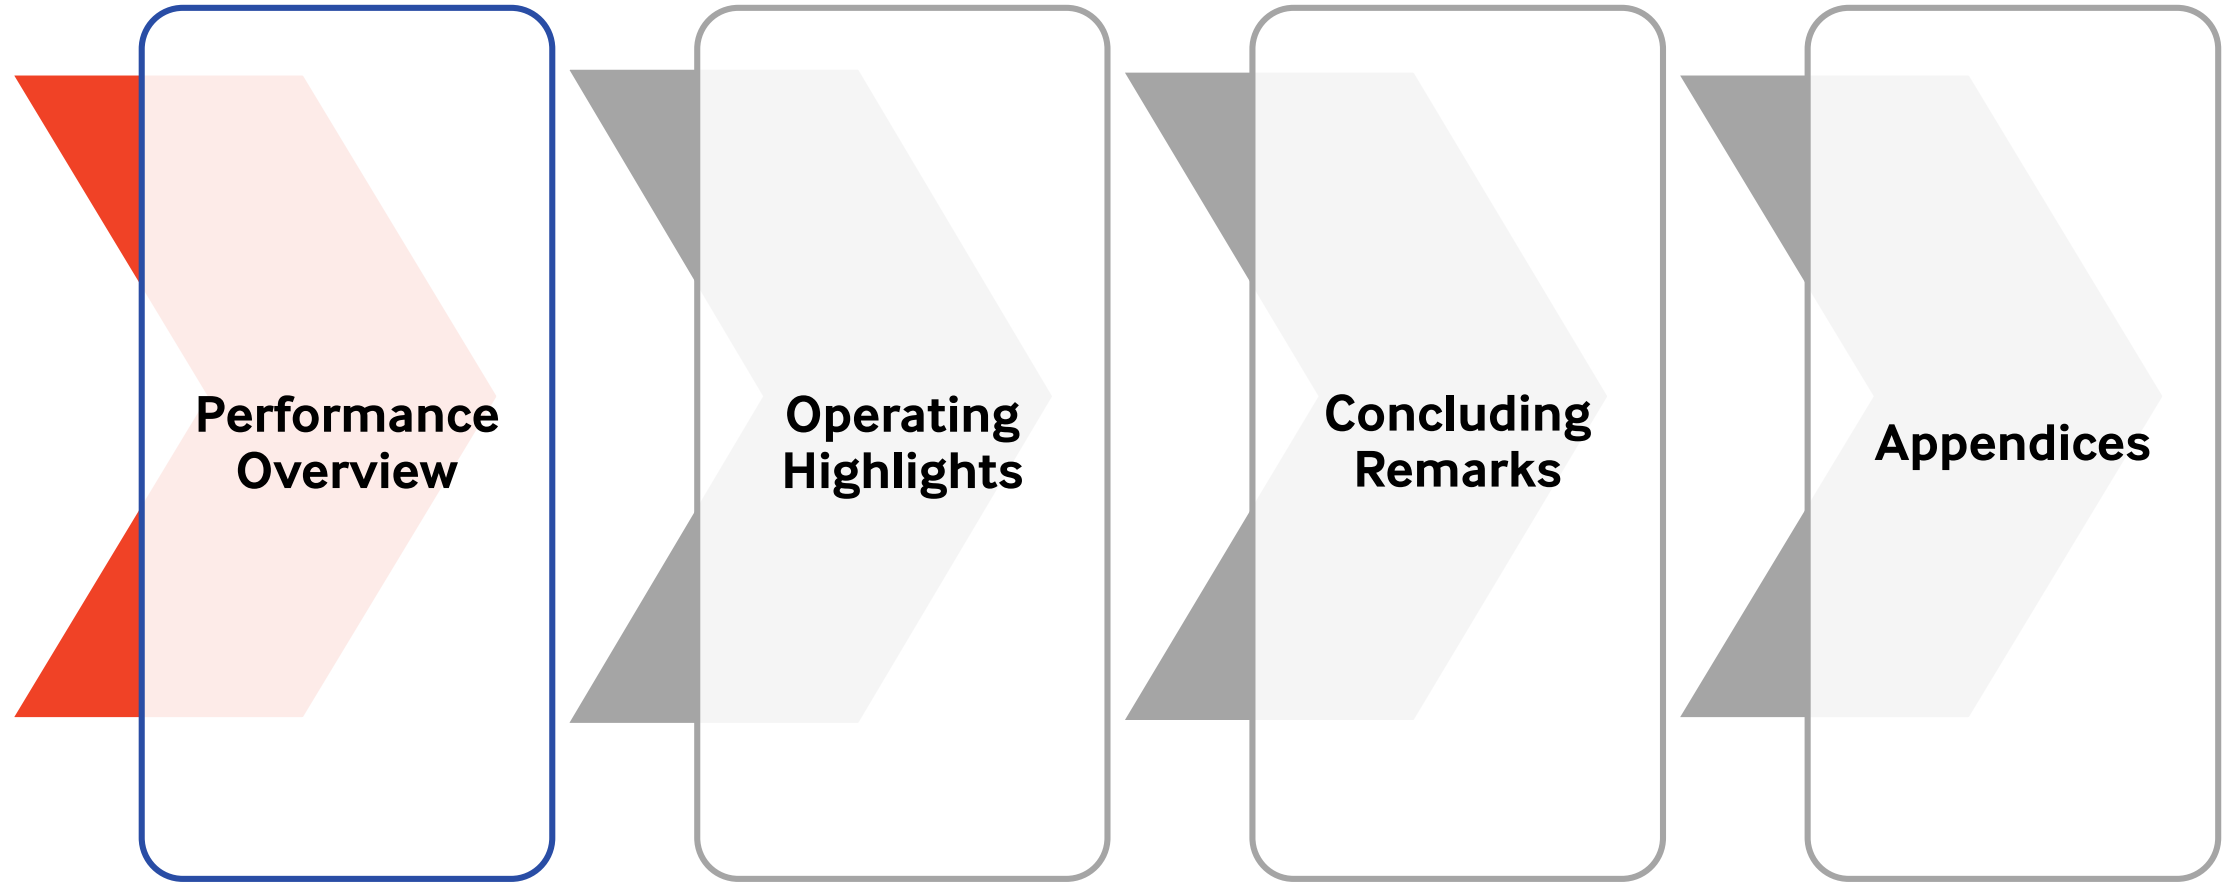 Performance
Overview
Operating
Highlights
Concluding
Remarks
Appendices